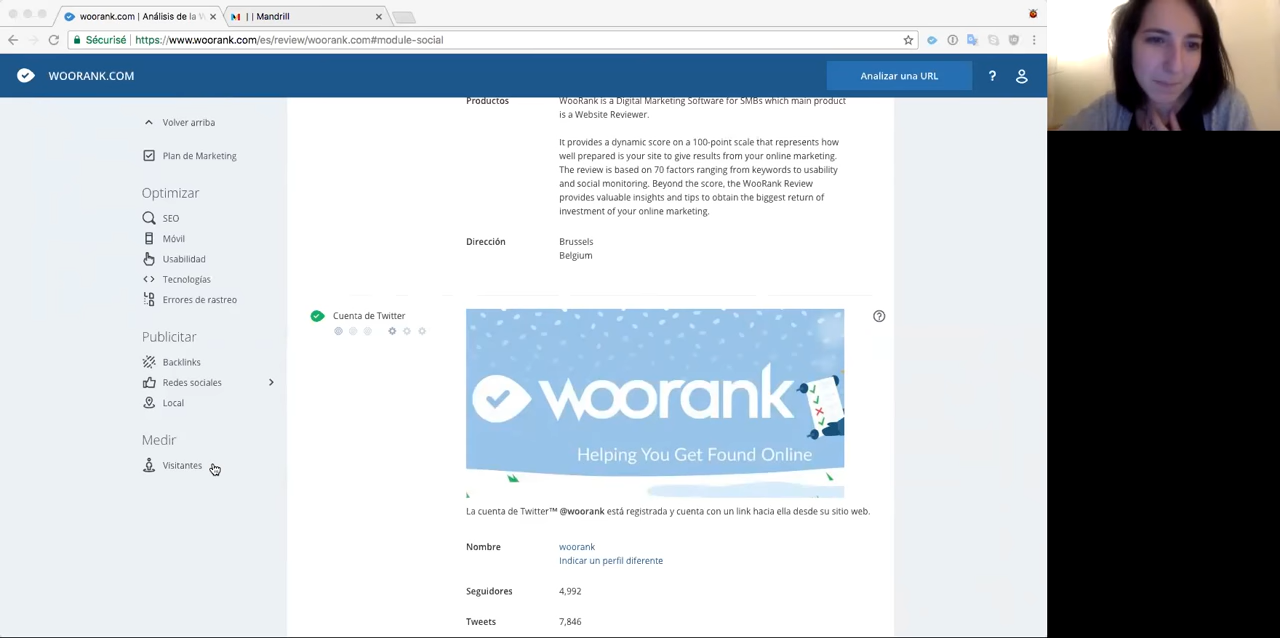 woorank.com | Análisis de la
| | Mandrill
Sécurisé https://www.woorank.com/es/review/woorank.com#module-social
WOORANK.COM
Analizar una URL
?
Volver arriba
Plan de Marketing
Optimizar
SEO
Móvil
Usabilidad
Tecnologías
Errores de rastreo
Publicitar
Backlinks
Redes sociales
Local
Medir
Visitantes
Productos
WooRank is a Digital Marketing Software for SMBs which main product
is a Website Reviewer.
It provides a dynamic score on a 100-point scale that represents how
well prepared is your site to give results from your online marketing.
The review is based on 70 factors ranging from keywords to usability
and social monitoring. Beyond the score, the WooRank Review
provides valuable insights and tips to obtain the biggest return of
investment of your online marketing.
Dirección
Brussels
Belgium
Cuenta de Twitter
?
woorank
Helping You Get Found Online
La cuenta de Twitter™ @woorank está registrada y cuenta con un link hacia ella desde su sitio web.
Nombre
woorank
Indicar un perfil diferente
Seguidores
4,992
Tweets
7,846